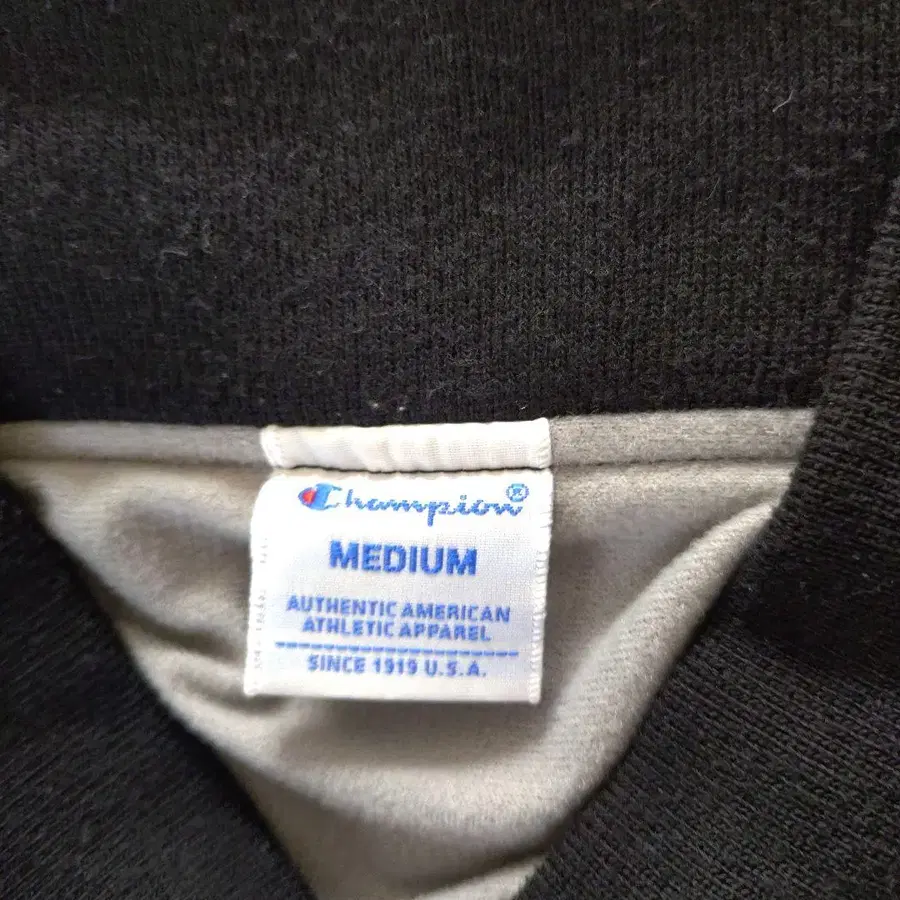 Champion®
MEDIUM
AUTHENTIC AMERICAN
ATHLETIC APPAREL
SINCE 1919 U.S.A.